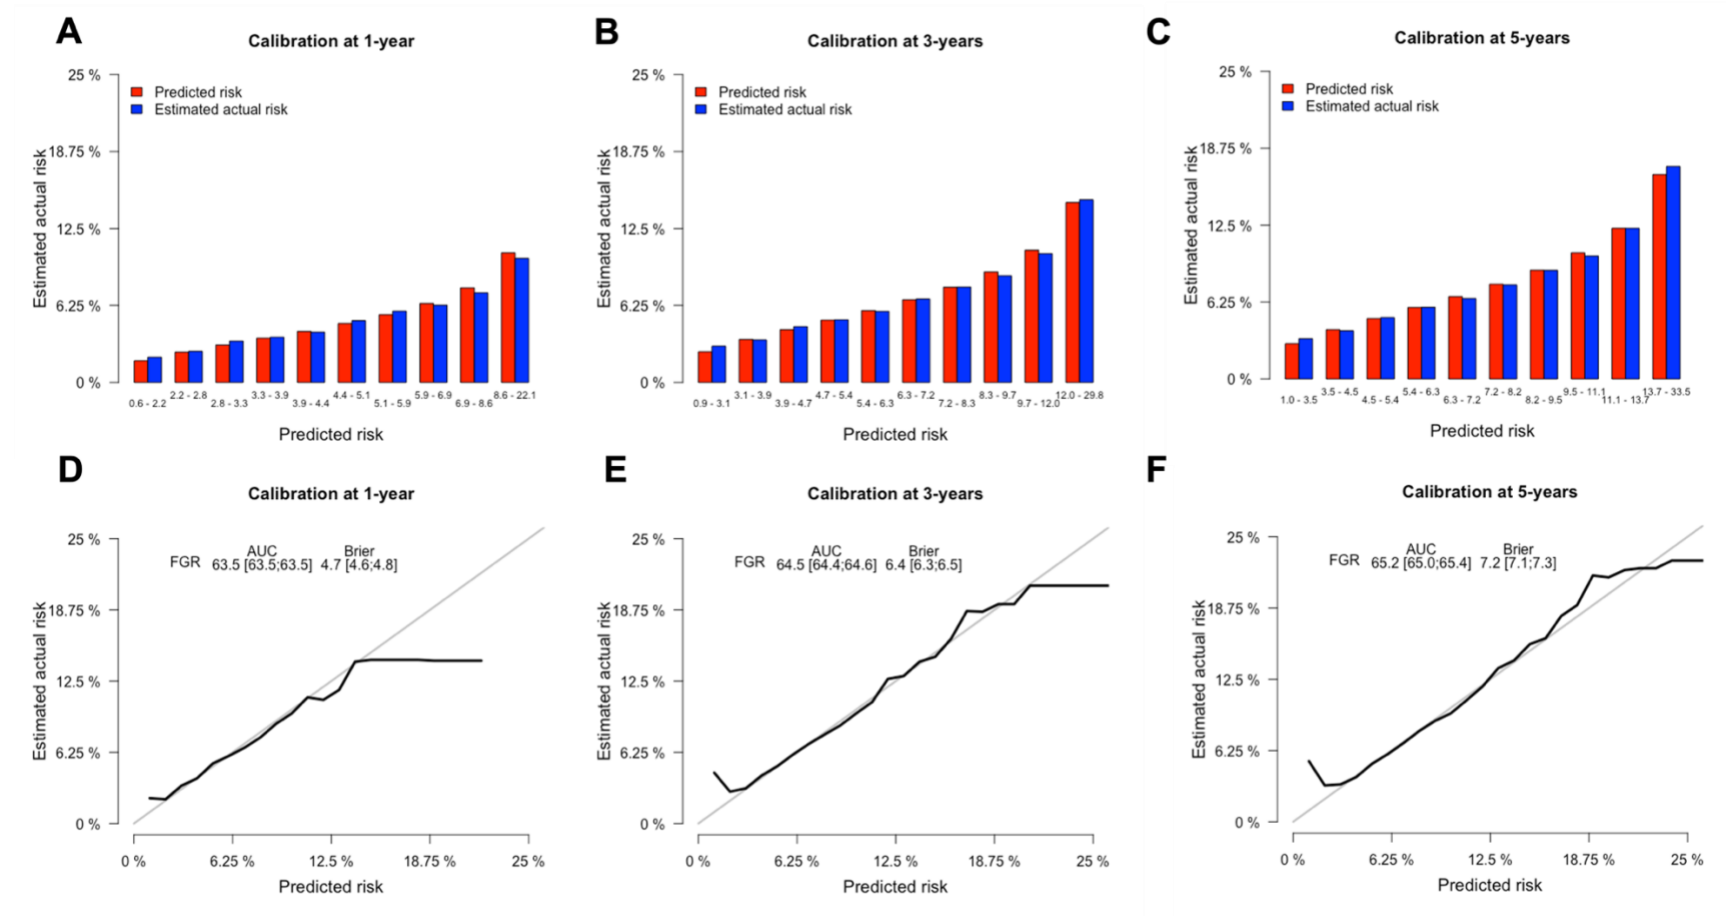 A
Calibration at 1-year
25 %
18.75 %
12.5 %
6.25 %
0 %
Estimated actual risk
Predicted risk
Estimated actual risk
0.6 - 2.2
2.2 - 2.8
2.8 - 3.3
3.3 - 3.9
3.9 - 4.4
4.4 - 5.1
5.1 - 5.9
5.9 - 6.9
6.9 - 8.6
8.6 - 22.1
Predicted risk
B
Calibration at 3-years
25 %
18.75 %
12.5 %
6.25 %
0 %
Estimated actual risk
Predicted risk
Estimated actual risk
0.9 - 3.1
3.1 - 3.9
3.9 - 4.7
4.7 - 5.4
5.4 - 6.3
6.3 - 7.2
7.2 - 8.3
8.3 - 9.7
9.7 - 12.0
12.0 - 29.8
Predicted risk
C
Calibration at 5-years
25 %
18.75 %
12.5 %
6.25 %
0 %
Estimated actual risk
Predicted risk
Estimated actual risk
1.0 - 3.5
3.5 - 4.5
4.5 - 5.4
5.4 - 6.3
6.3 - 7.2
7.2 - 8.2
8.2 - 9.5
9.5 - 11.1
11.1 - 13.7
13.7 - 33.5
Predicted risk
D
Calibration at 1-year
AUC Brier
FGR 63.5 [63.5;63.5] 4.7 [4.6;4.8]
25 %
18.75 %
12.5 %
6.25 %
0 %
Estimated actual risk
0 % 6.25 % 12.5 % 18.75 % 25 %
Predicted risk
E
Calibration at 3-years
AUC Brier
FGR 64.5 [64.4;64.6] 6.4 [6.3;6.5]
25 %
18.75 %
12.5 %
6.25 %
0 %
Estimated actual risk
0 % 6.25 % 12.5 % 18.75 % 25 %
Predicted risk
F
Calibration at 5-years
AUC Brier
FGR 65.2 [65.0;65.4] 7.2 [7.1;7.3]
25 %
18.75 %
12.5 %
6.25 %
0 %
Estimated actual risk
0 % 6.25 % 12.5 % 18.75 % 25 %
Predicted risk